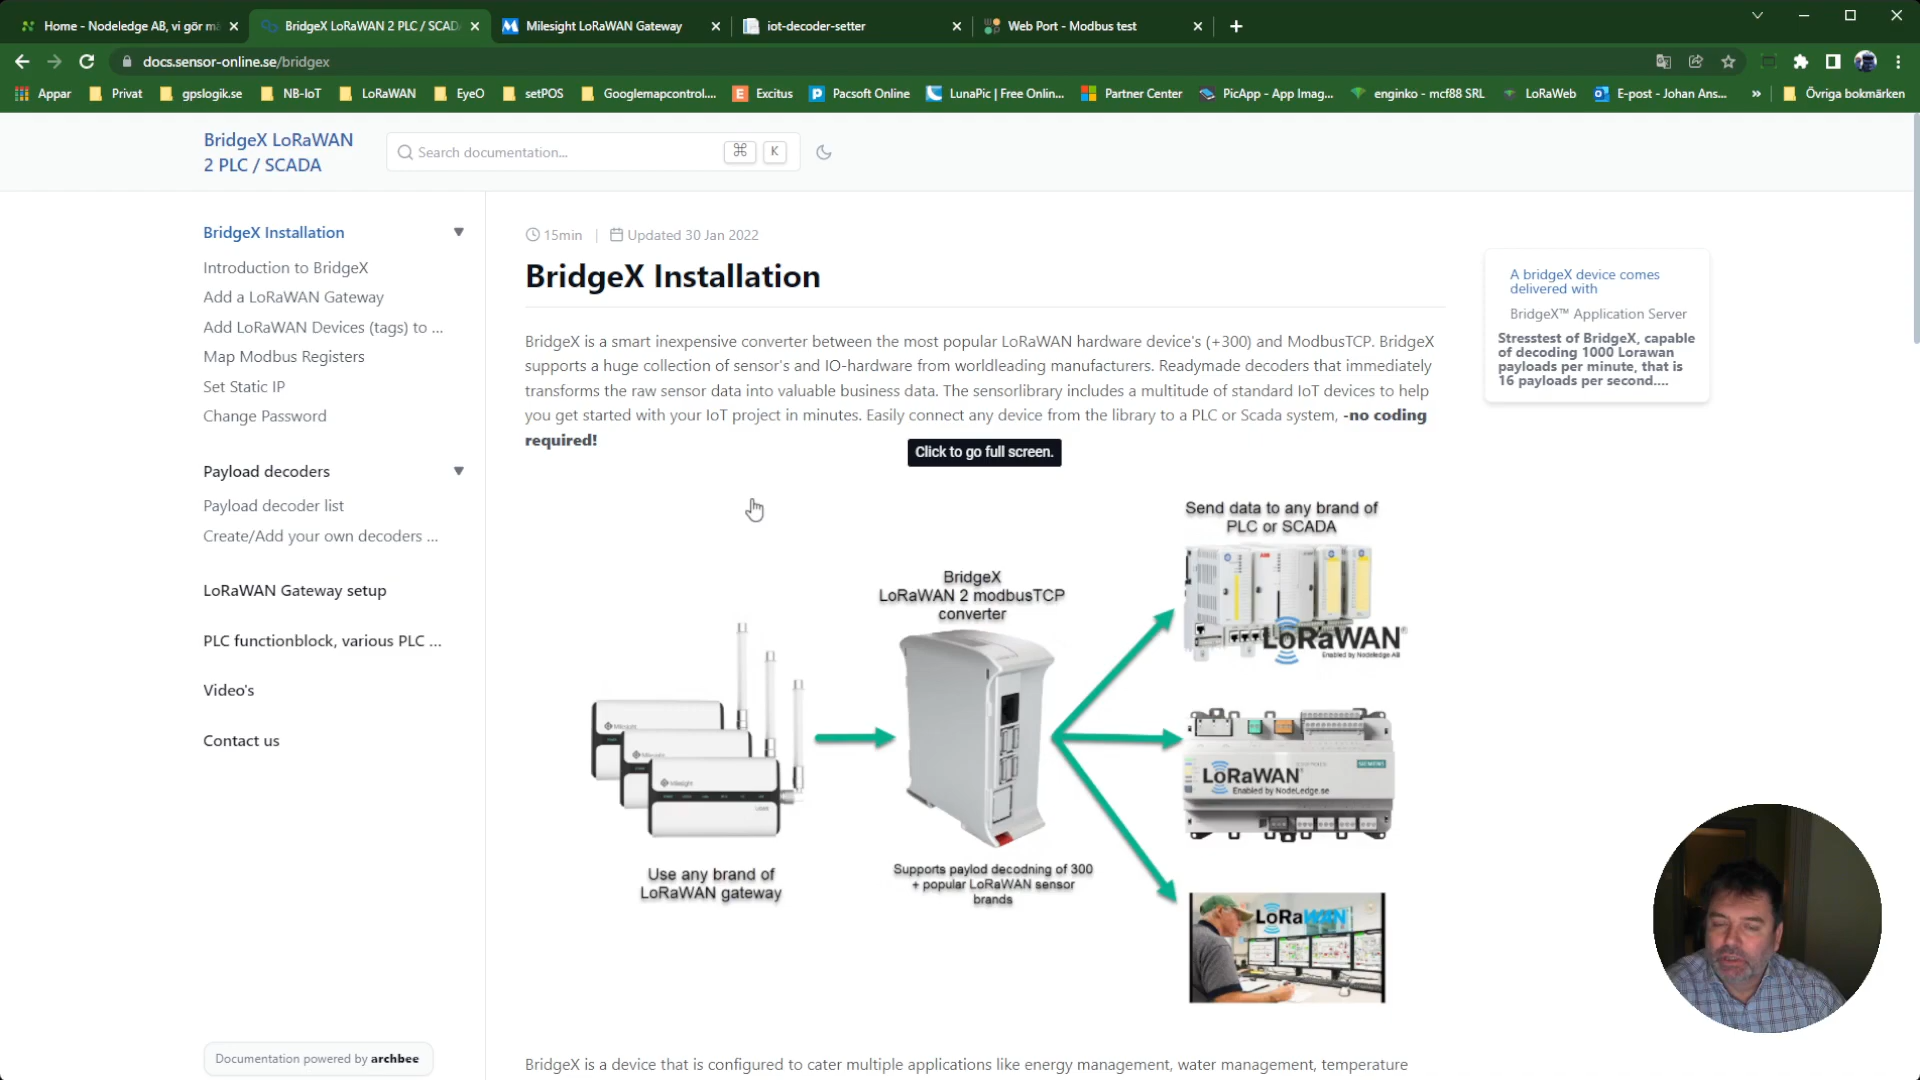 Home - Nodeledge AB, vi gör mä
BridgeX LoRaWAN 2 PLC / SCAD
Milesight LoRaWAN Gateway
iot-decoder-setter
Web Port - Modbus test
docs.sensor-online.se/bridgex
Appar
Privat
gpslogik.se
NB-IoT
LoRaWAN
EyeO
setPOS
Googlemapcontrol....
Excitus
Pacsoft Online
LunaPic | Free Onlin...
Partner Center
PicApp - App Imag...
enginko - mcf88 SRL
LoRaWeb
E-post - Johan Ans...
»
Övriga bokmärken
BridgeX LoRaWAN
2 PLC / SCADA
Search documentation...
⌘ K
BridgeX Installation
Introduction to BridgeX
Add a LoRaWAN Gateway
Add LoRaWAN Devices (tags) to ...
Map Modbus Registers
Set Static IP
Change Password
Payload decoders
Payload decoder list
Create/Add your own decoders ...
LoRaWAN Gateway setup
PLC functionblock, various PLC ...
Video's
Contact us
Documentation powered by archbee
15min | Updated 30 Jan 2022
BridgeX Installation
BridgeX is a smart inexpensive converter between the most popular LoRaWAN hardware device's (+300) and ModbusTCP. BridgeX
supports a huge collection of sensor's and IO-hardware from worldleading manufacturers. Readymade decoders that immediately
transforms the raw sensor data into valuable business data. The sensorlibrary includes a multitude of standard IoT devices to help
you get started with your IoT project in minutes. Easily connect any device from the library to a PLC or Scada system, -no coding
required!
Click to go full screen.
Send data to any brand of
PLC or SCADA
BridgeX
LoRaWAN 2 modbusTCP
converter
ABB
LoRaWAN®
Enabled by Nodeledge AB
Milesight
Milesight
Milesight
SIEMENS
LoRaWAN®
Enabled by NodeLedge.se
Use any brand of
LoRaWAN gateway
Supports paylod decodning of 300
+ popular LoRaWAN sensor
brands
LoRaWAN
BridgeX is a device that is configured to cater multiple applications like energy management, water management, temperature
A bridgeX device comes
delivered with
BridgeX™ Application Server
Stresstest of BridgeX, capable
of decoding 1000 Lorawan
payloads per minute, that is
16 payloads per second....